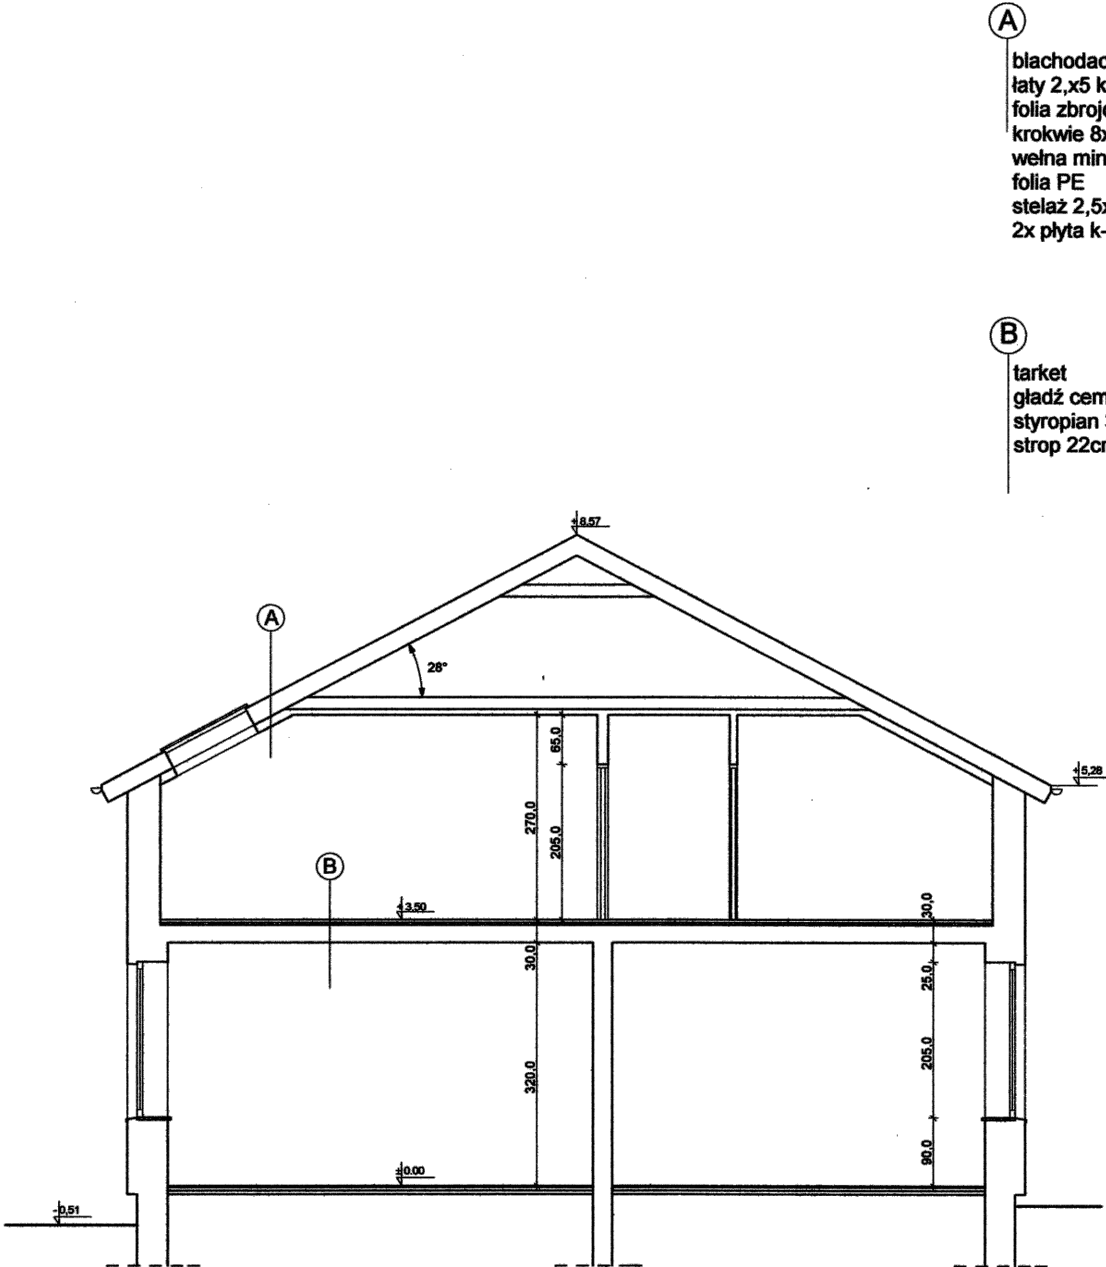 A
blachodac
łaty 2,x5 k
folia zbroj
krokwie 8x
wełna min
folia PE
stelaż 2,5x
2x płyta k-
B
tarket
gładź cem
styropian
strop 22cm
+8.57
A
28°
65,0
+5,28
270,0
205,0
B
+3.50
30,0
30,0
25,0
205,0
320,0
90,0
±0.00
-0,51